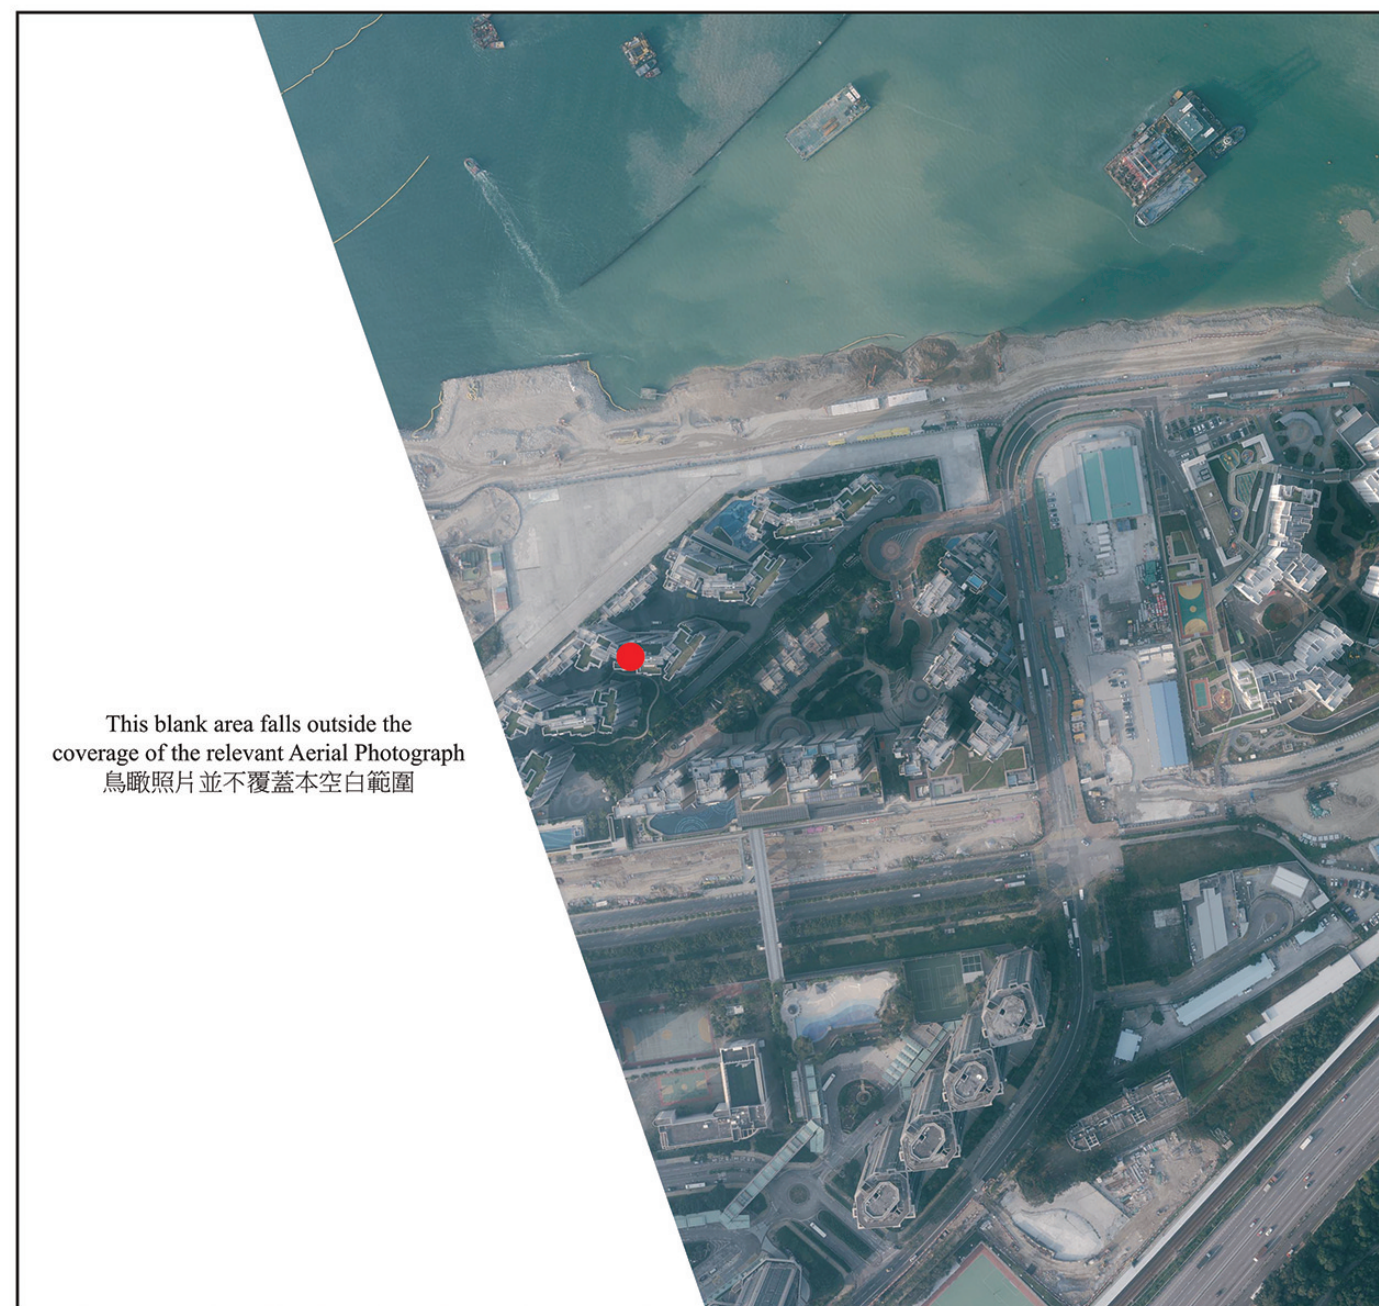 This blank area falls outside the
coverage of the relevant Aerial Photograph
鳥瞰照片並不覆蓋本空白範圍